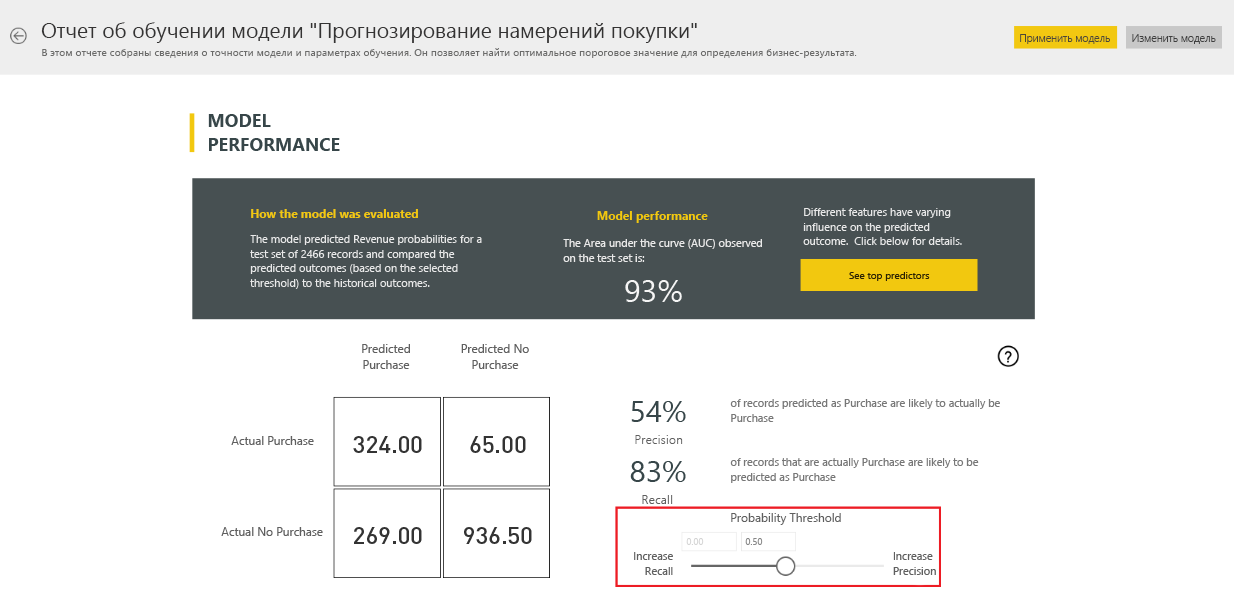 Отчет об обучении модели "Прогнозирование намерений покупки"
В этом отчете собраны сведения о точности модели и параметрах обучения. Он позволяет найти оптимальное пороговое значение для определения бизнес-результата.
Применить модель
Изменить модель
MODEL
PERFORMANCE
How the model was evaluated
The model predicted Revenue probabilities for a
test set of 2466 records and compared the
predicted outcomes (based on the selected
threshold) to the historical outcomes.
Model performance
The Area under the curve (AUC) observed
on the test set is:
93%
Different features have varying
influence on the predicted
outcome. Click below for details.
See top predictors
Predicted
Purchase
Predicted No
Purchase
?
Actual Purchase
324.00
65.00
Actual No Purchase
269.00
936.50
54%
Precision
of records predicted as Purchase are likely to actually be
Purchase
83%
Recall
of records that are actually Purchase are likely to be
predicted as Purchase
Probability Threshold
0.00
0.50
Increase
Recall
Increase
Precision